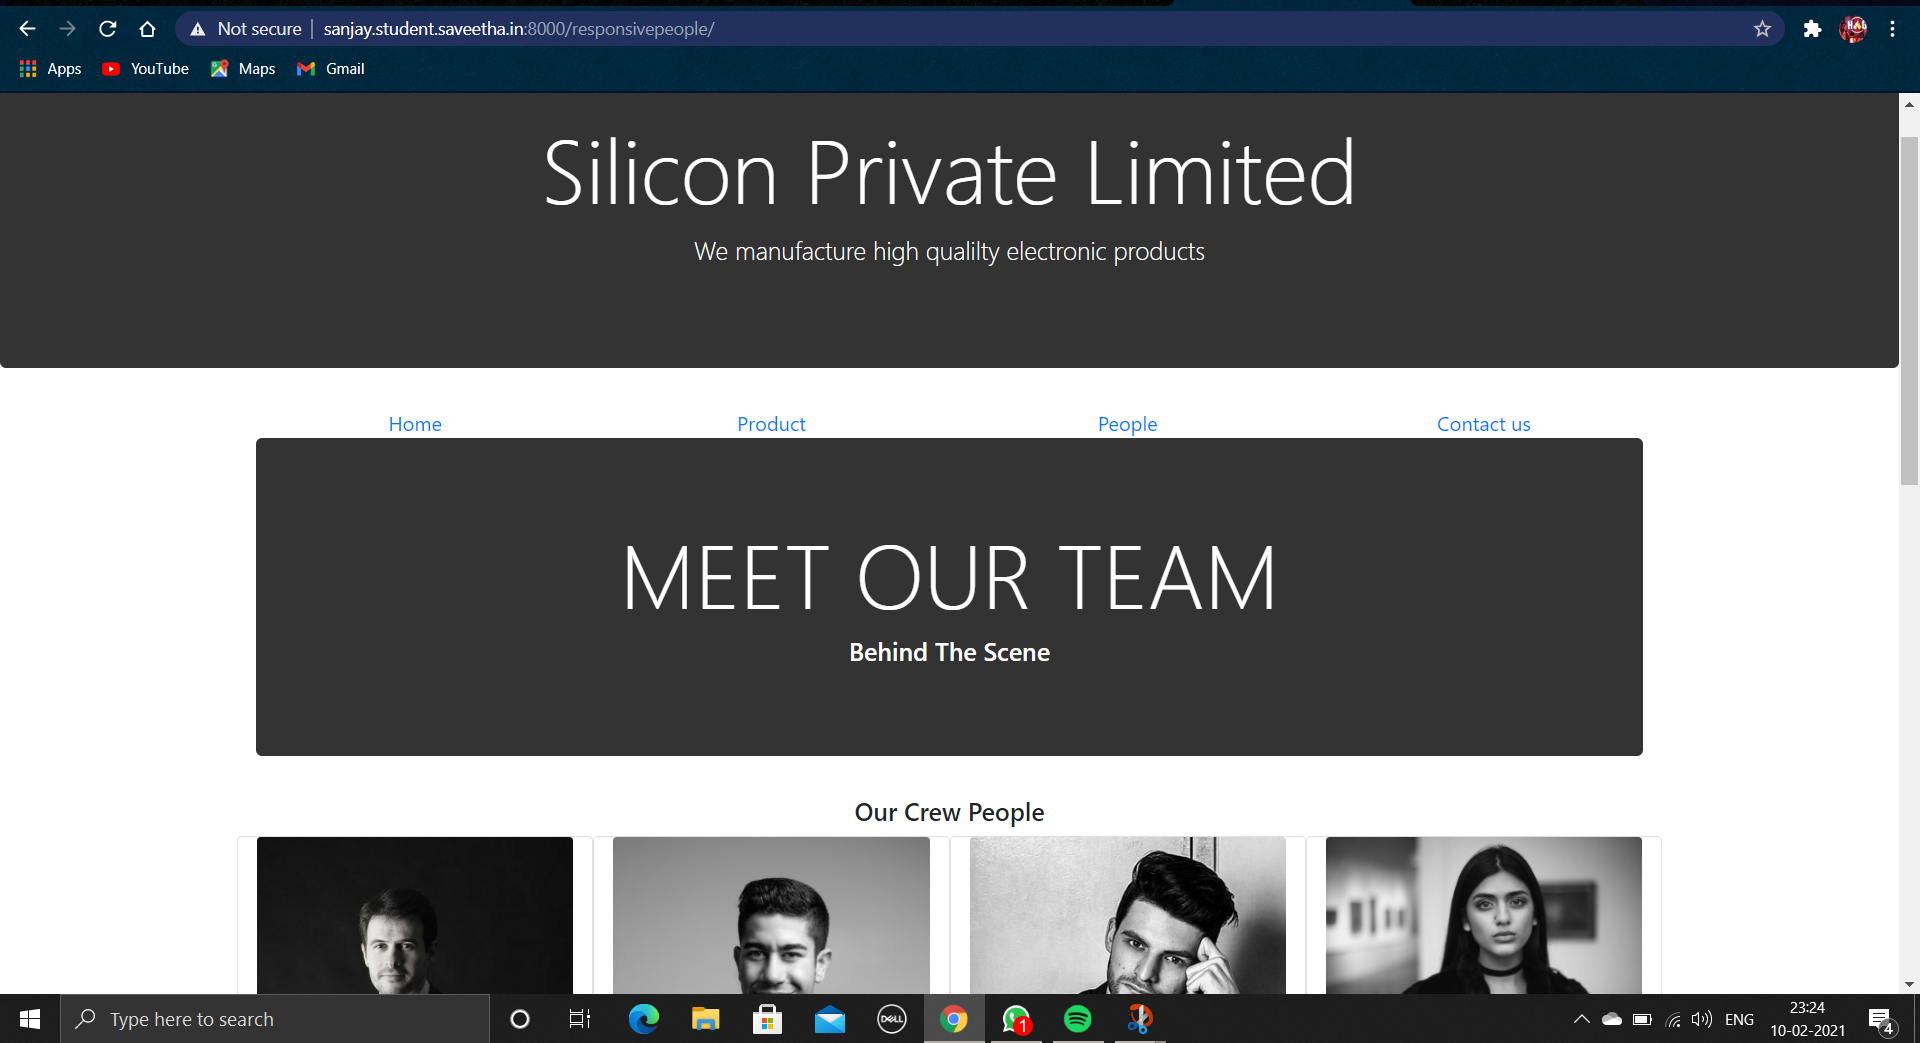 Not secure | sanjay.student.saveetha.in:8000/responsivepeople/
Apps YouTube Maps Gmail
Silicon Private Limited
We manufacture high qualilty electronic products
Home Product People Contact us
MEET OUR TEAM
Behind The Scene
Our Crew People
Type here to search
DELL
1
ENG
23:24
10-02-2021
4